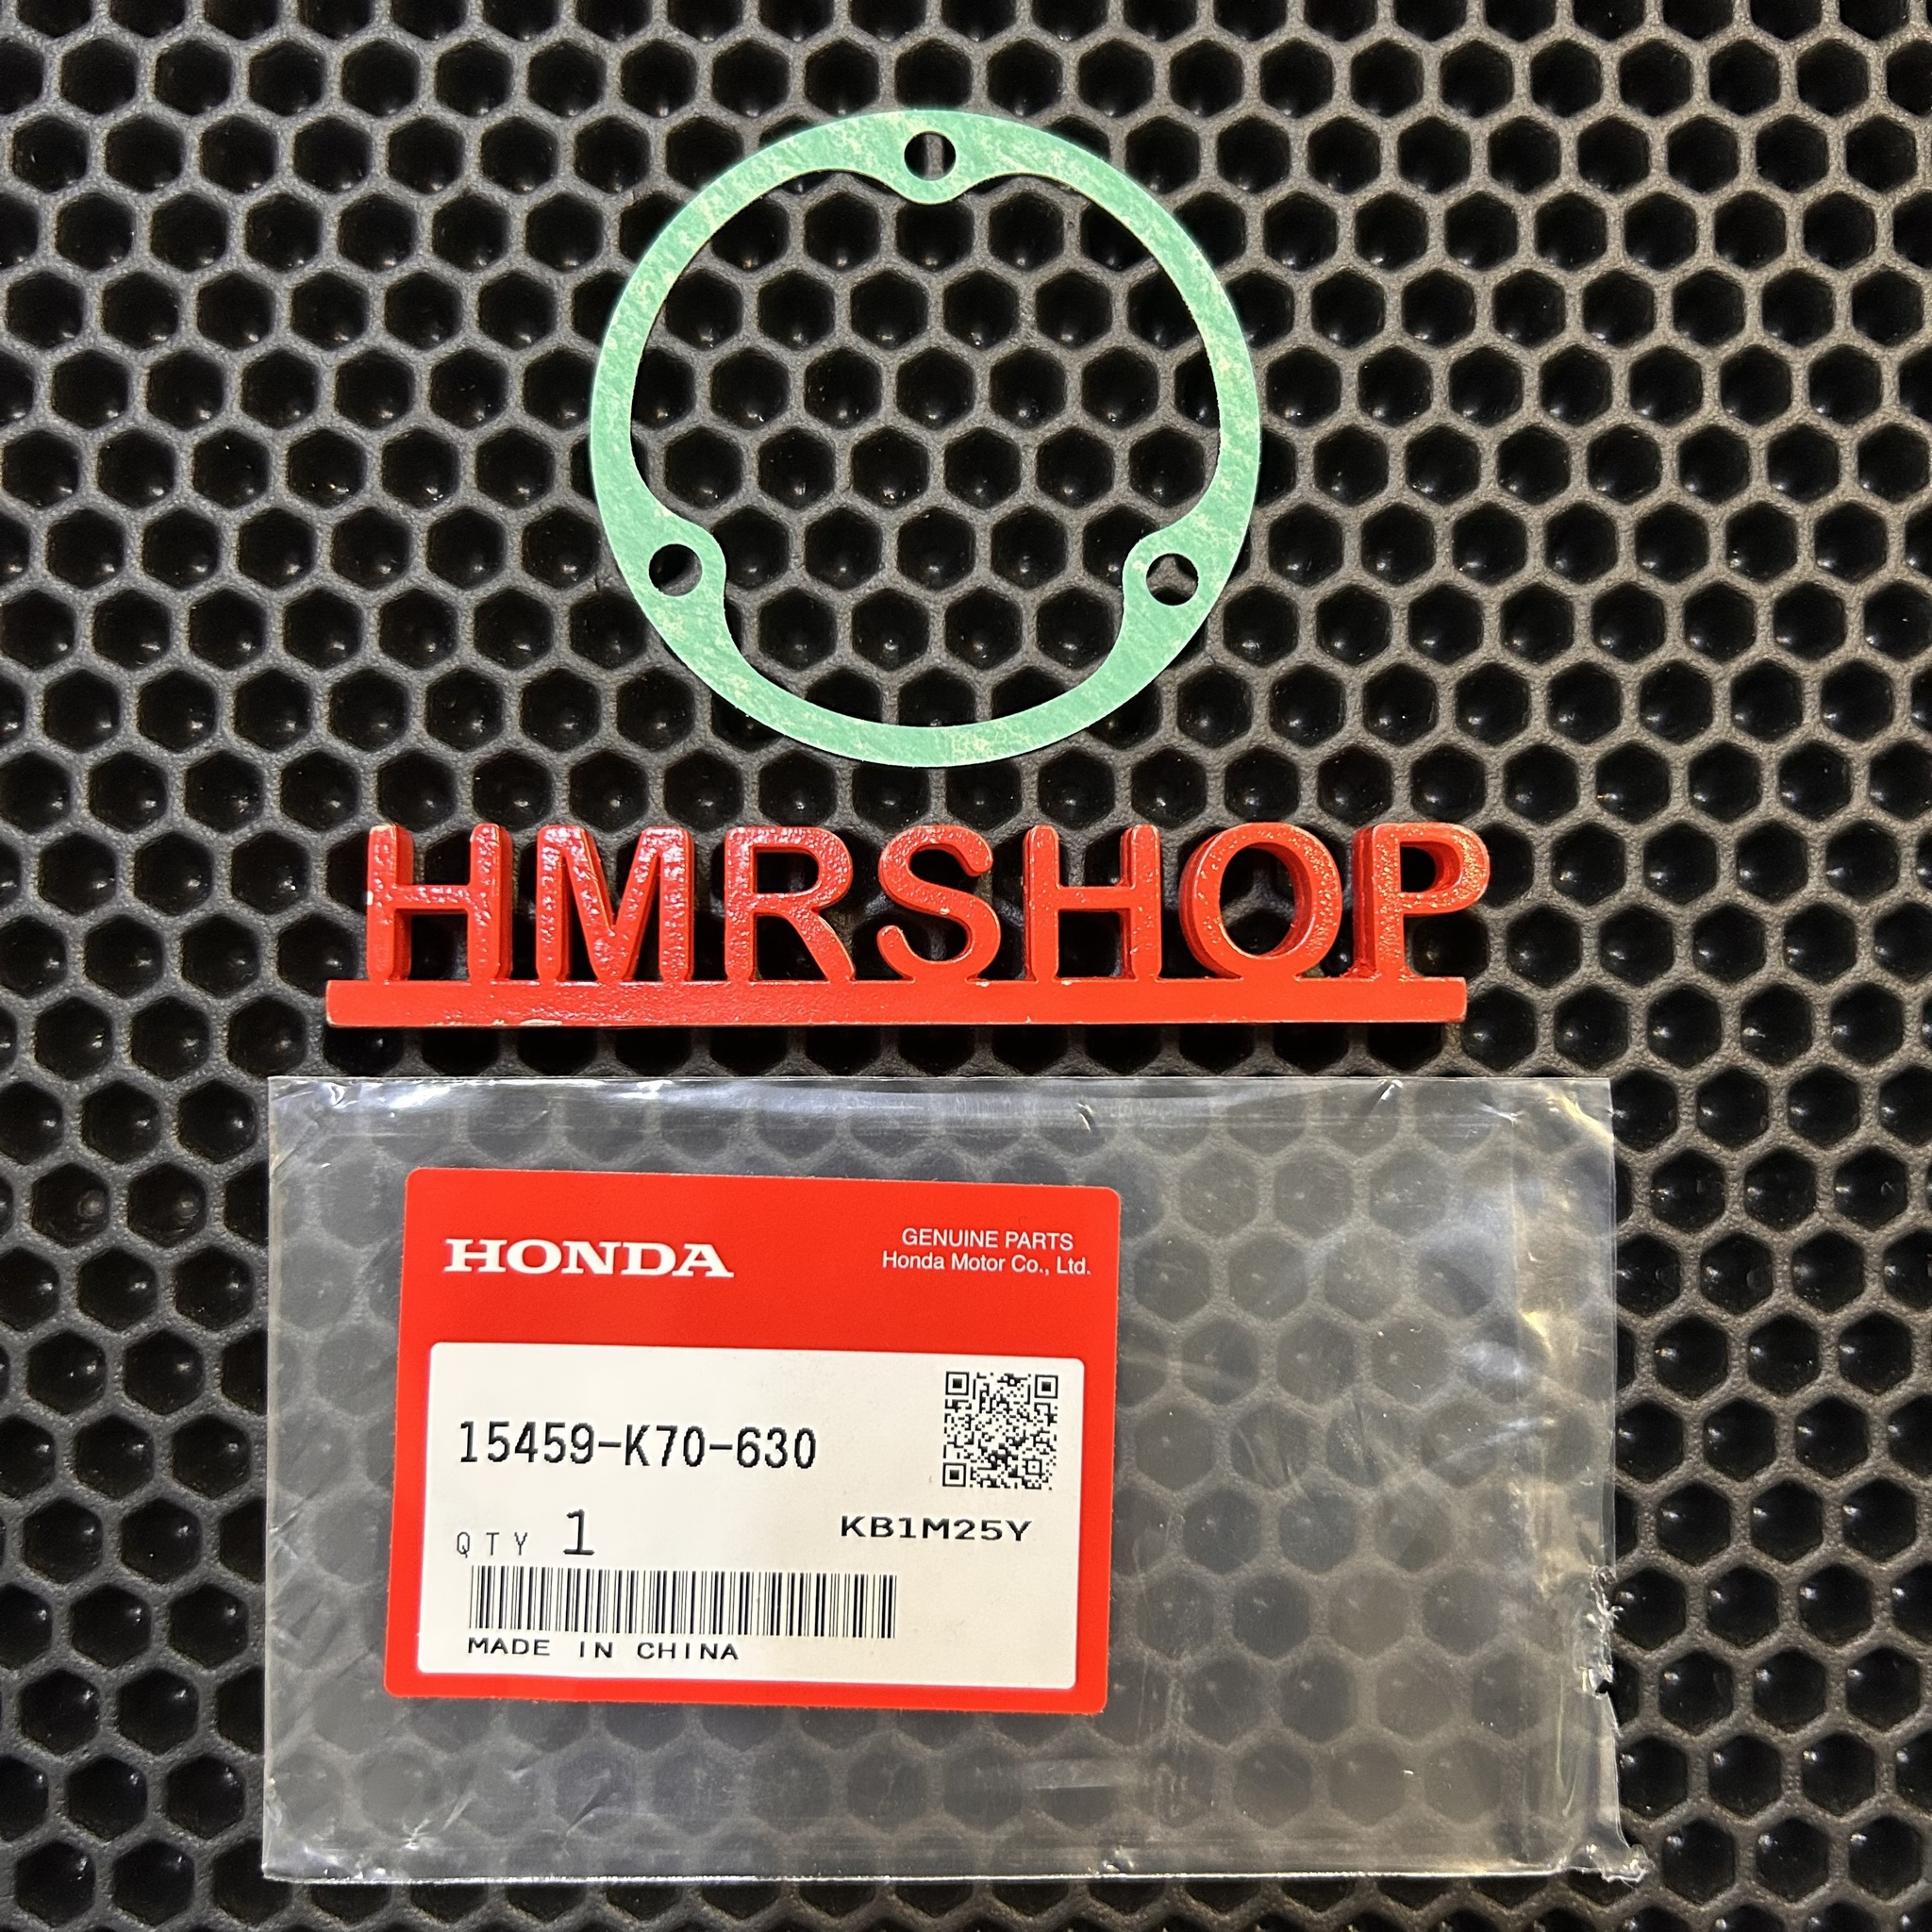 HMRSHOP
HONDA
GENUINE PARTS
Honda Motor Co., Ltd.
15459-K70-630
QTY 1
KB1M25Y
MADE IN CHINA